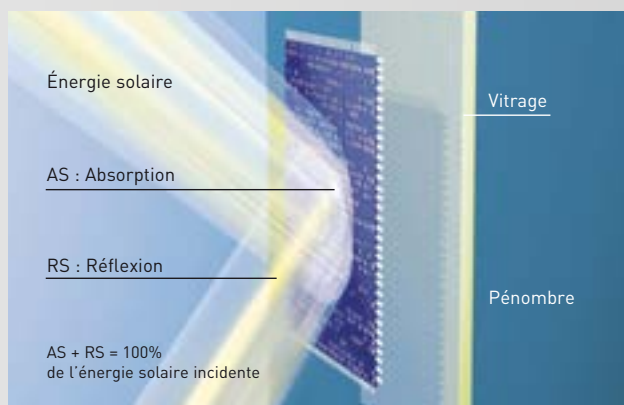 Énergie solaire
Vitrage
AS : Absorption
RS : Réflexion
Pénombre
AS + RS = 100%
de l'énergie solaire incidente